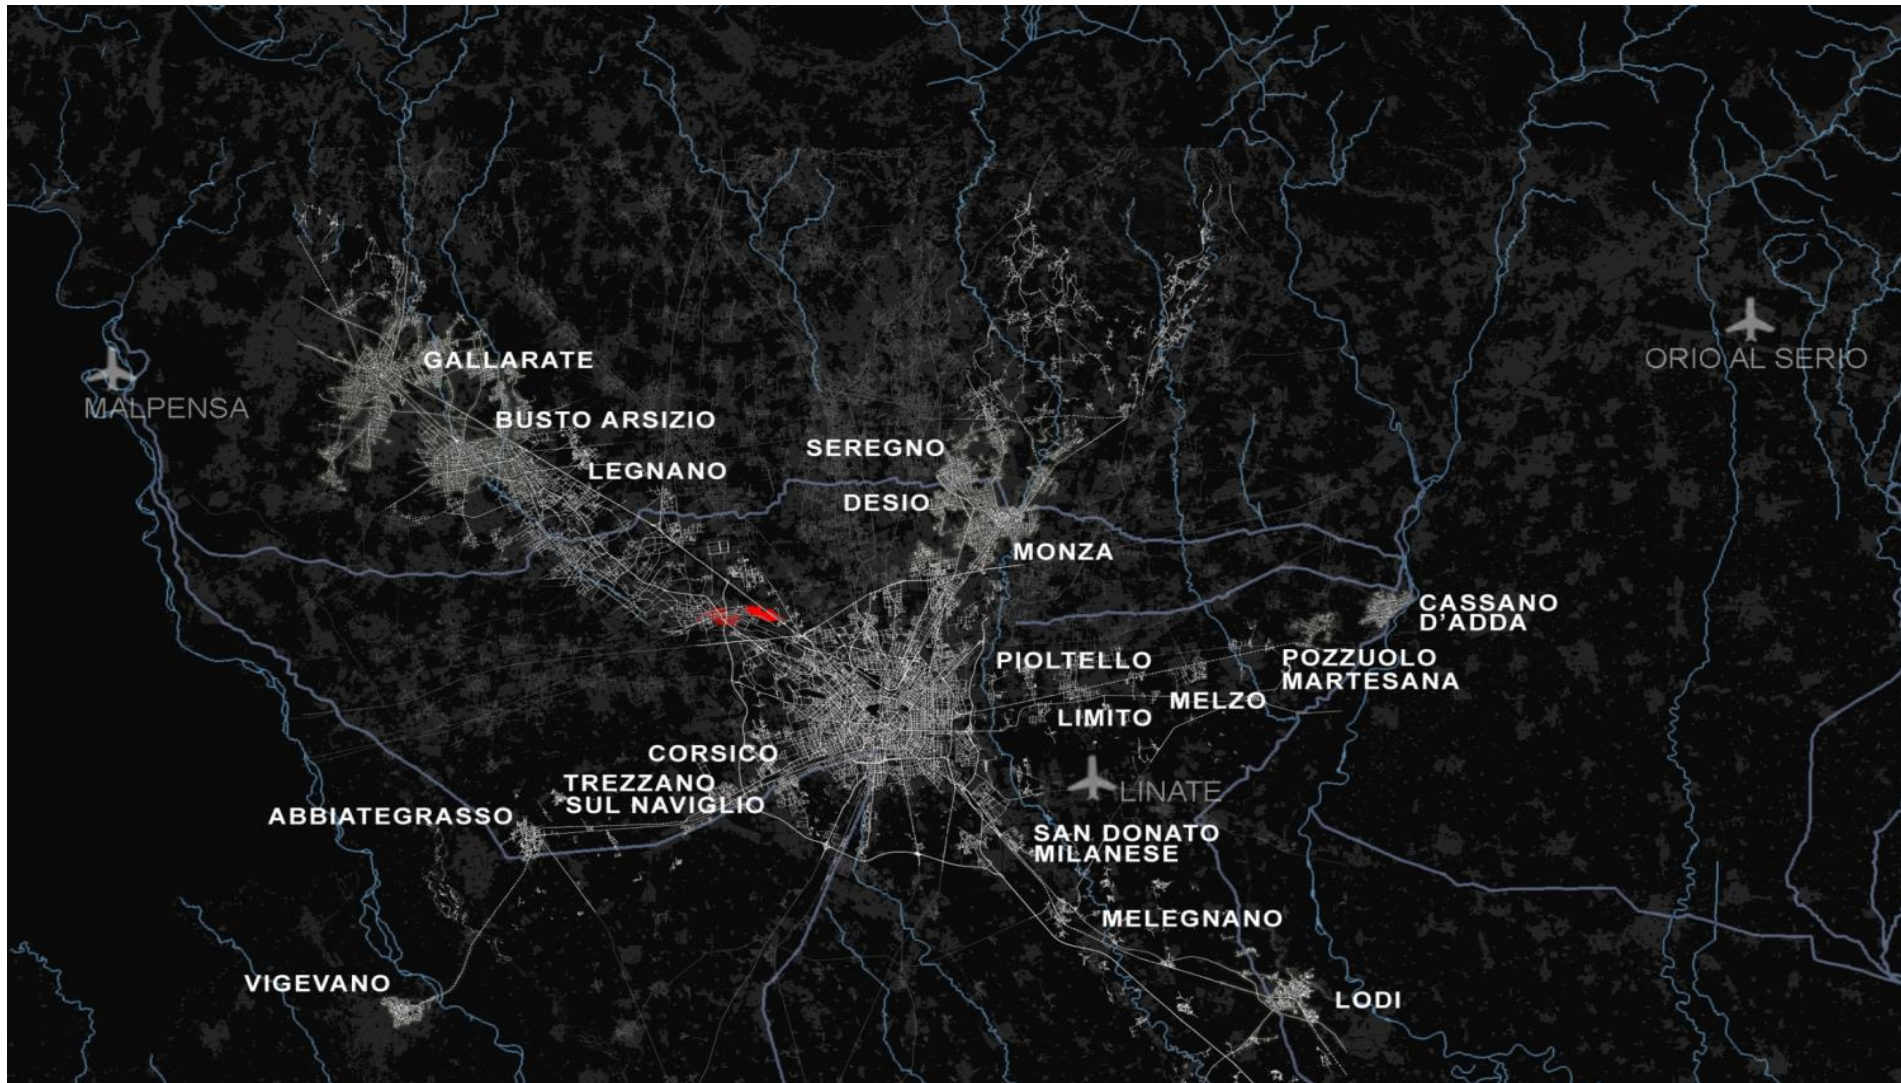 GALLARATE
ORIO AL SERIO
MALPENSA
BUSTO ARSIZIO
SEREGNO
LEGNANO
DESIO
MONZA
CASSANO
D'ADDA
PIOLTELLO
POZZUOLO
MARTESANA
MELZO
LIMITO
CORSICO
TREZZANO
SUL NAVIGLIO
LINATE
ABBIATEGRASSO
SAN DONATO
MILANESE
MELEGNANO
VIGEVANO
LODI